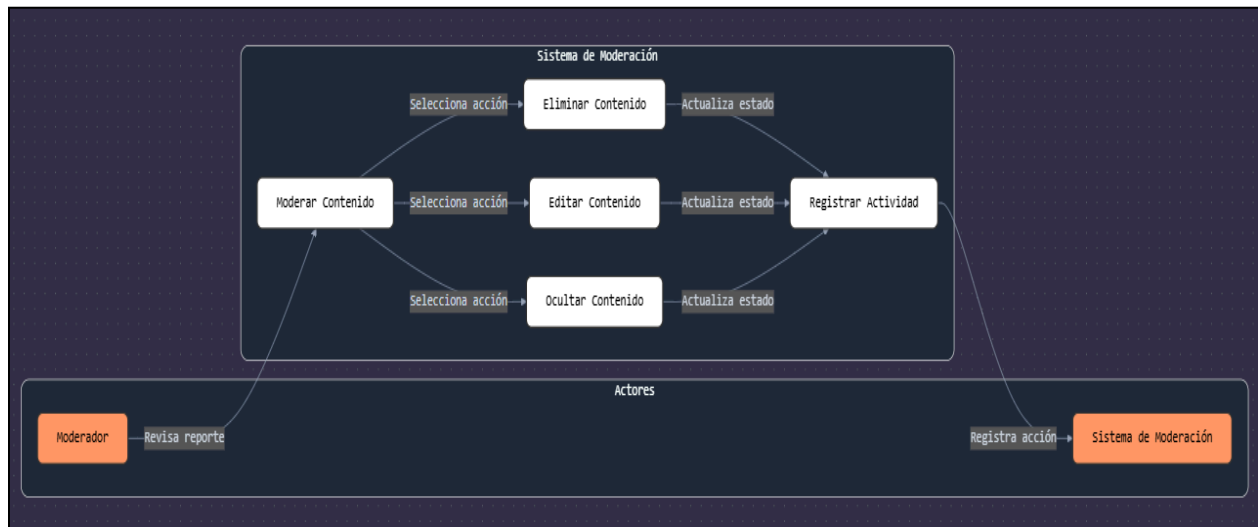 Sistema de Moderación
Selecciona acción
Eliminar Contenido
Actualiza estado
Moderar Contenido
Selecciona acción
Editar Contenido
Actualiza estado
Registrar Actividad
Selecciona acción
Ocultar Contenido
Actualiza estado
Actores
Moderador
Revisa reporte
Registra acción
Sistema de Moderación